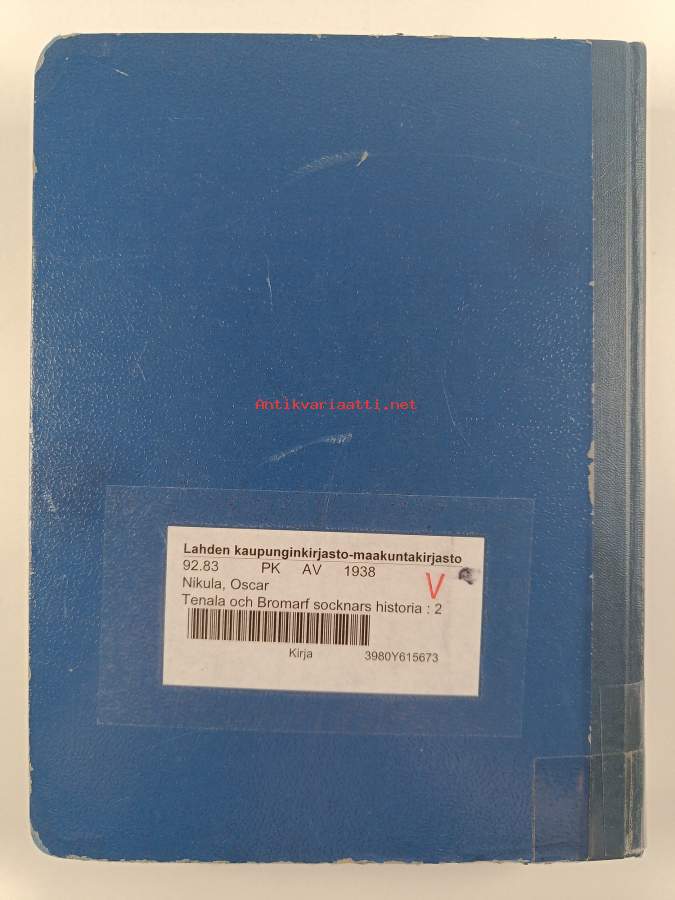 Antikvariaatti.net
Lahden kaupunginkirjasto-maakuntakirjasto
92.83 PK AV 1938
V
Nikula, Oscar
Tenala och Bromarf socknars historia : 2
Kirja 3980Y615673